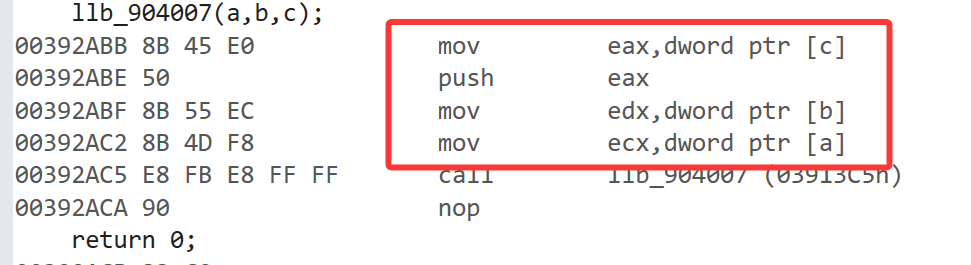 llb_904007(a,b,c);
00392ABB 8B 45 E0 mov eax,dword ptr [c]
00392ABE 50 push eax
00392ABF 8B 55 EC mov edx,dword ptr [b]
00392AC2 8B 4D F8 mov ecx,dword ptr [a]
00392AC5 E8 FB E8 FF FF call llb_904007 (03913C5h)
00392ACA 90 nop
return 0;